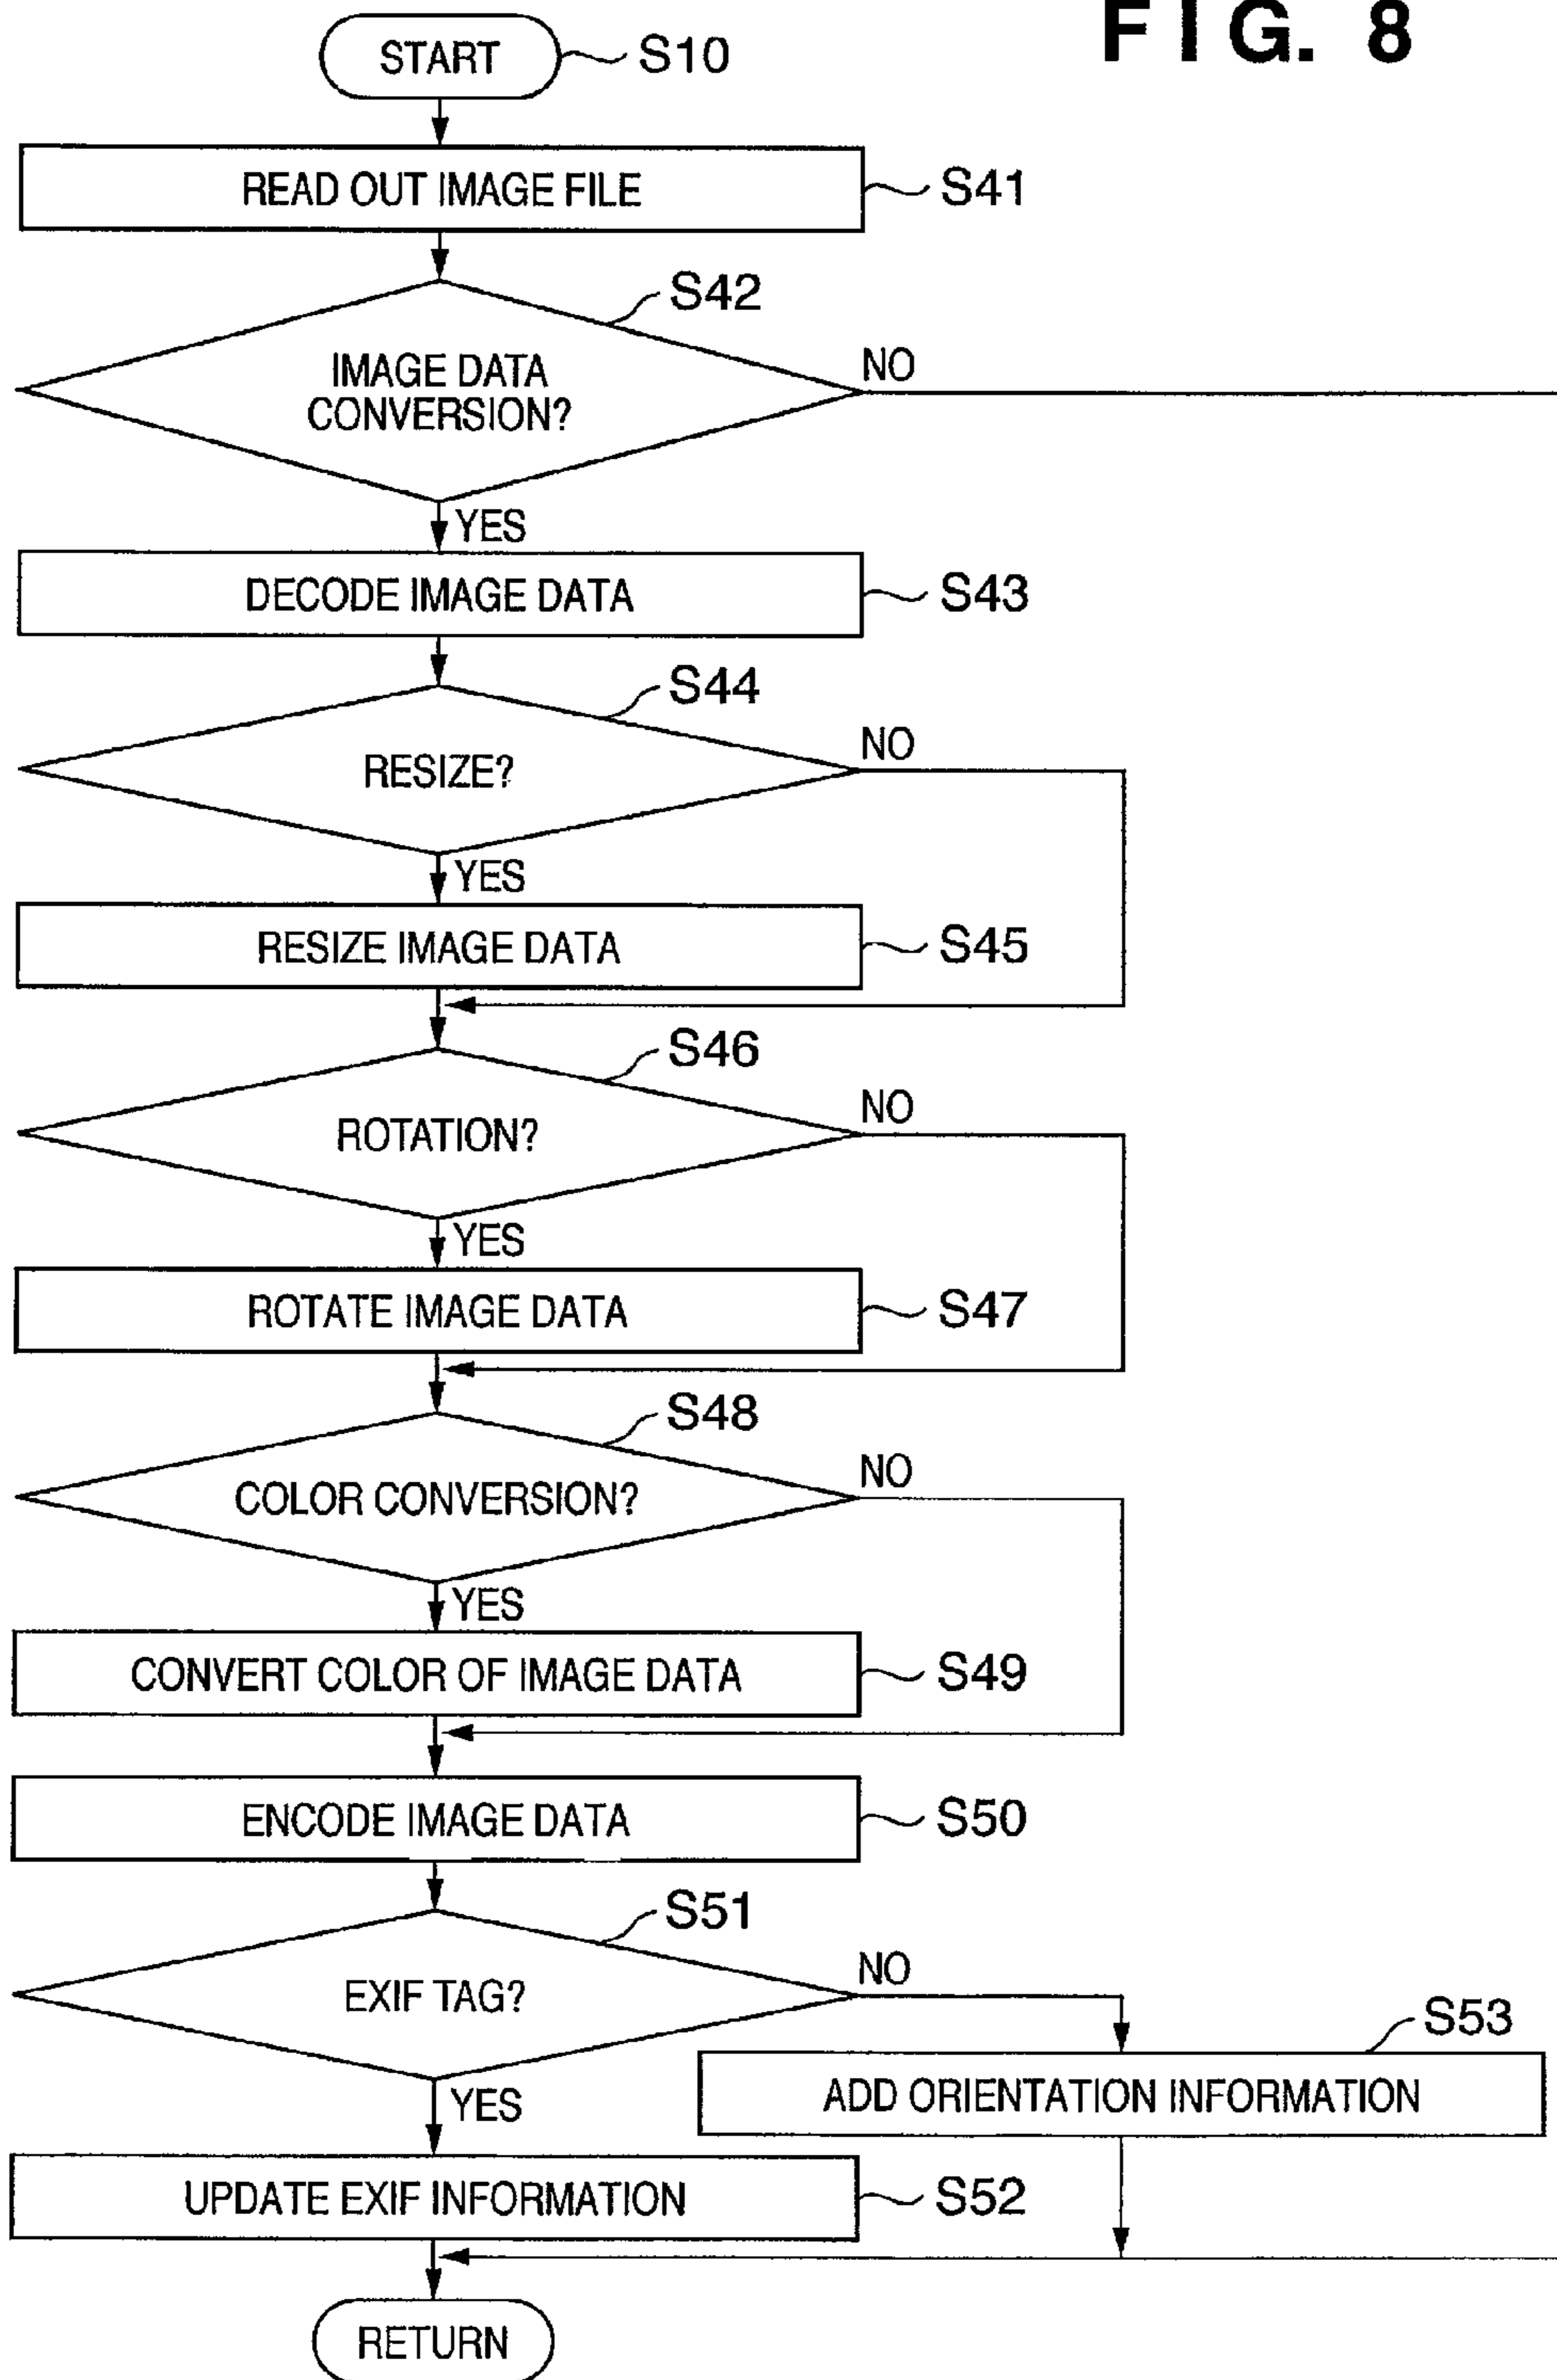 FIG. 8
START
S10
READ OUT IMAGE FILE
S41
S42
IMAGE DATA
CONVERSION?
NO
YES
DECODE IMAGE DATA
S43
S44
RESIZE?
NO
YES
RESIZE IMAGE DATA
S45
S46
ROTATION?
NO
YES
ROTATE IMAGE DATA
S47
S48
COLOR CONVERSION?
NO
YES
CONVERT COLOR OF IMAGE DATA
S49
ENCODE IMAGE DATA
S50
S51
EXIF TAG?
NO
S53
ADD ORIENTATION INFORMATION
YES
UPDATE EXIF INFORMATION
S52
RETURN